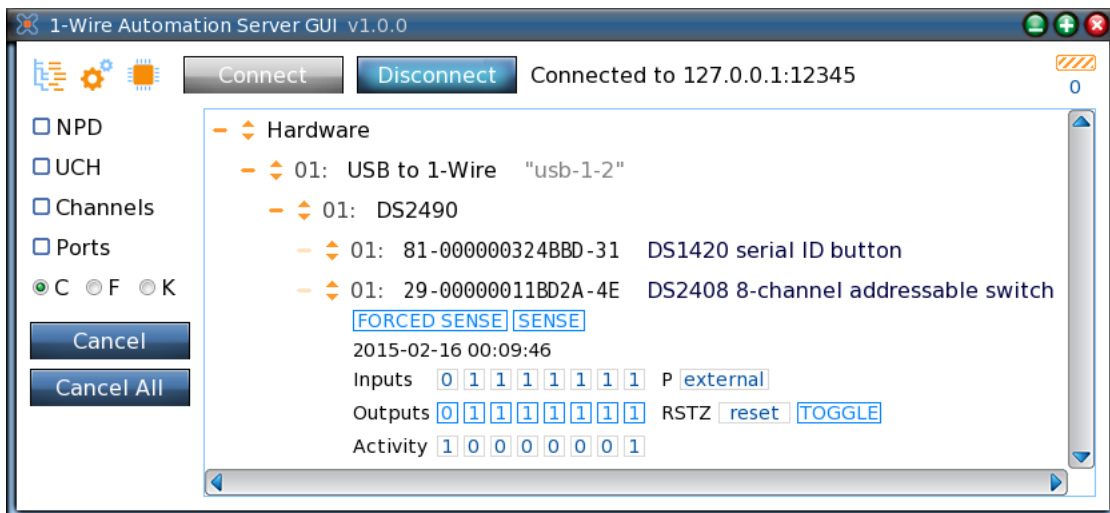 1-Wire Automation Server GUI v1.0.0
Connect Disconnect Connected to 127.0.0.1:12345
0
NPD
UCH
Channels
Ports
C F K
Cancel
Cancel All
Hardware
01: USB to 1-Wire "usb-1-2"
01: DS2490
01: 81-000000324BBD-31 DS1420 serial ID button
01: 29-00000011BD2A-4E DS2408 8-channel addressable switch
FORCED SENSE SENSE
2015-02-16 00:09:46
Inputs 0 1 1 1 1 1 1 1 P external
Outputs 0 1 1 1 1 1 1 1 RSTZ reset TOGGLE
Activity 1 0 0 0 0 0 0 1